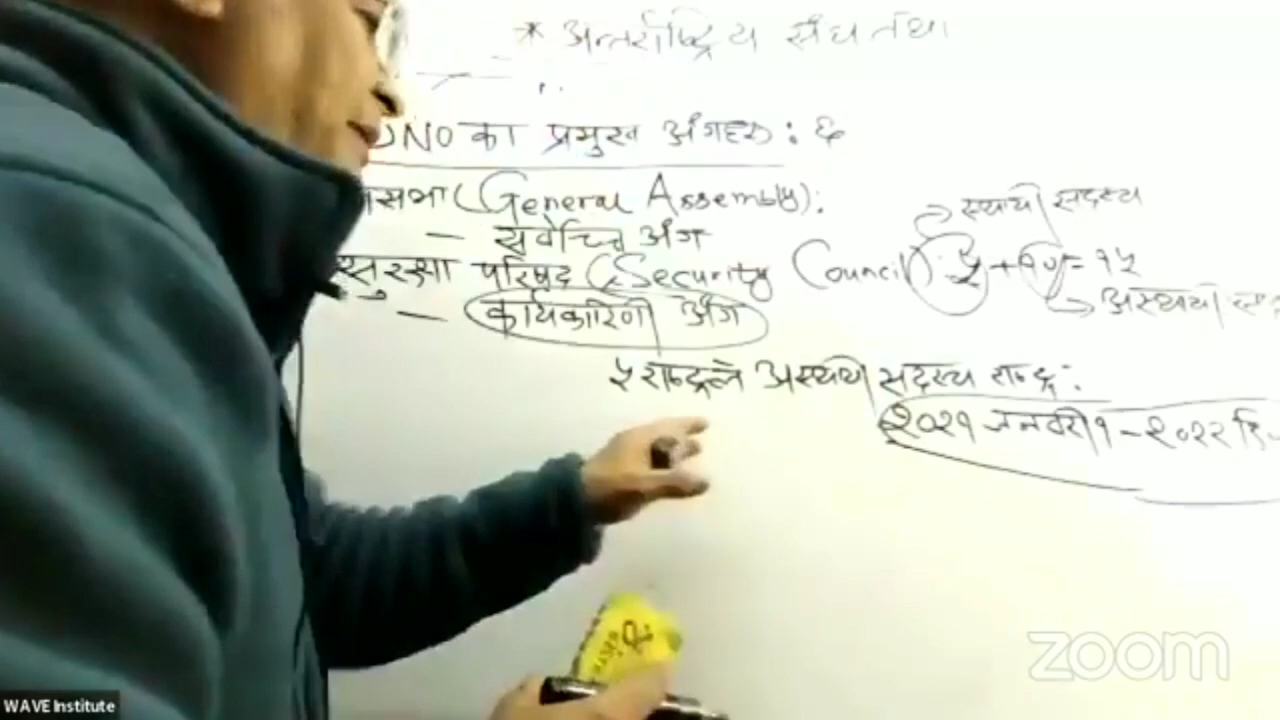 * अन्तर्राष्ट्रिय संघ तथा
UNO का प्रमुख अंगहरु : ६
सभा (General Assembly) :
– सर्वोच्च अंग
स्थायी सदस्य
सुरक्षा परिषद (Security Council) : ५ + १० = १५
– कार्यकारिणी अंग
अस्थायी
५ राष्ट्रले अस्थायी सदस्य राष्ट्र :
२०२१ जनवरी १ – २०२२ डि
WAVE Institute
zoom